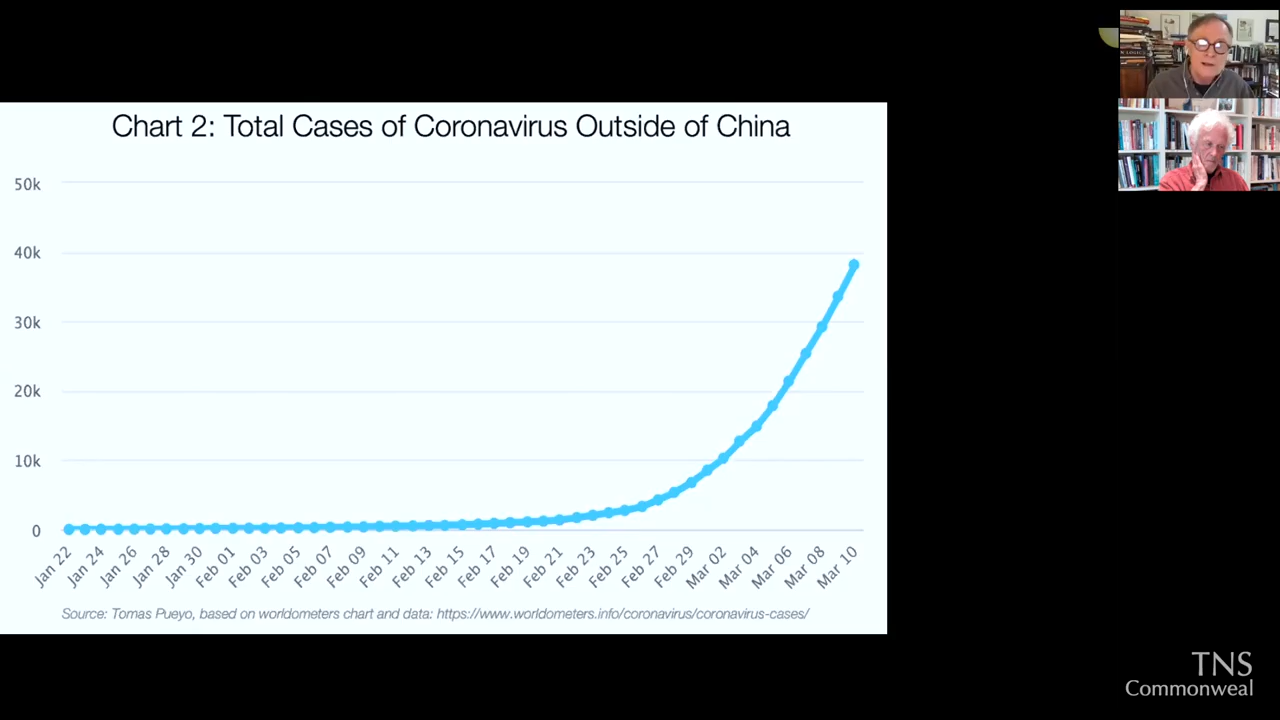 Chart 2: Total Cases of Coronavirus Outside of China
50k
40k
30k
20k
10k
0
Jan 22
Jan 24
Jan 26
Jan 28
Jan 30
Feb 01
Feb 03
Feb 05
Feb 07
Feb 09
Feb 11
Feb 13
Feb 15
Feb 17
Feb 19
Feb 21
Feb 23
Feb 25
Feb 27
Feb 29
Mar 02
Mar 04
Mar 06
Mar 08
Mar 10
Source: Tomas Pueyo, based on worldometers chart and data: https://www.worldometers.info/coronavirus/coronavirus-cases/
TNS
Commonweal